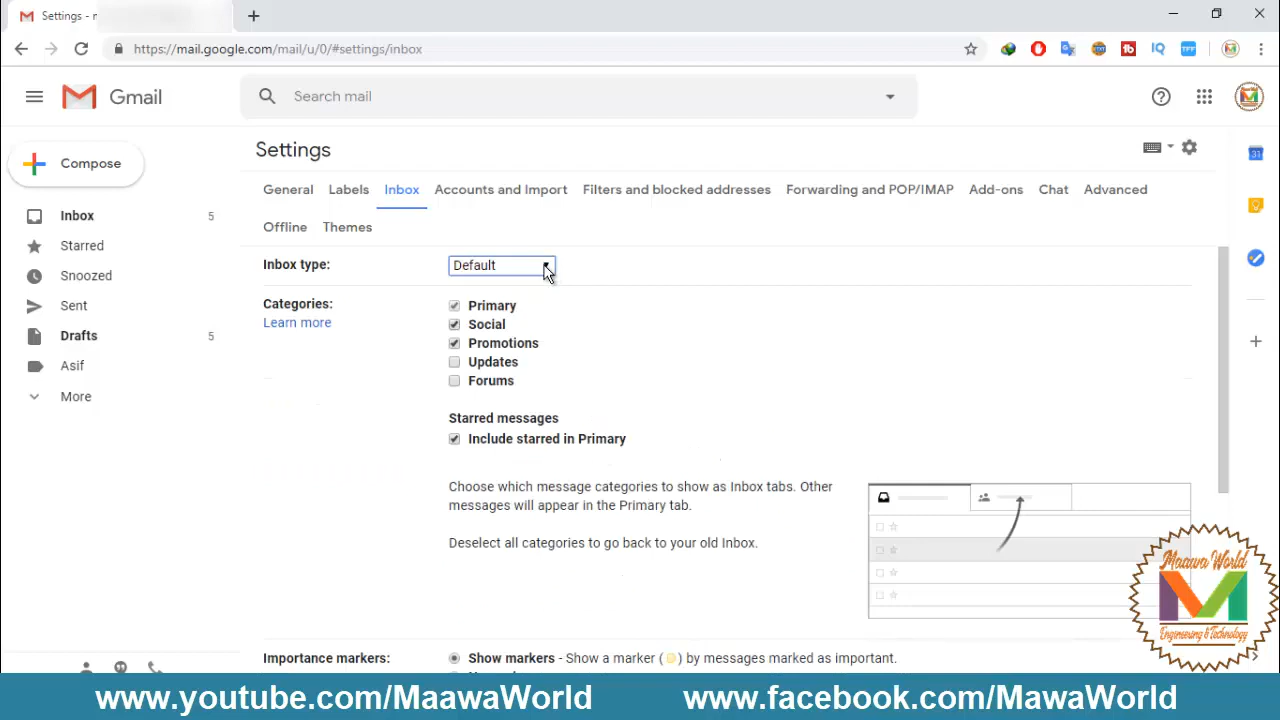 Settings -
https://mail.google.com/mail/u/0/#settings/inbox
Gmail
Search mail
Settings
Compose
General Labels Inbox Accounts and Import Filters and blocked addresses Forwarding and POP/IMAP Add-ons Chat Advanced
Offline Themes
Inbox 5
Starred
Snoozed
Sent
Drafts 5
Asif
More
Inbox type: Default
Categories:
Learn more
Primary
Social
Promotions
Updates
Forums
Starred messages
Include starred in Primary
Choose which message categories to show as Inbox tabs. Other
messages will appear in the Primary tab.
Deselect all categories to go back to your old Inbox.
Importance markers: Show markers - Show a marker ( ) by messages marked as important.
31
Maawa World
Engineering & Technology
www.youtube.com/MaawaWorld www.facebook.com/MawaWorld